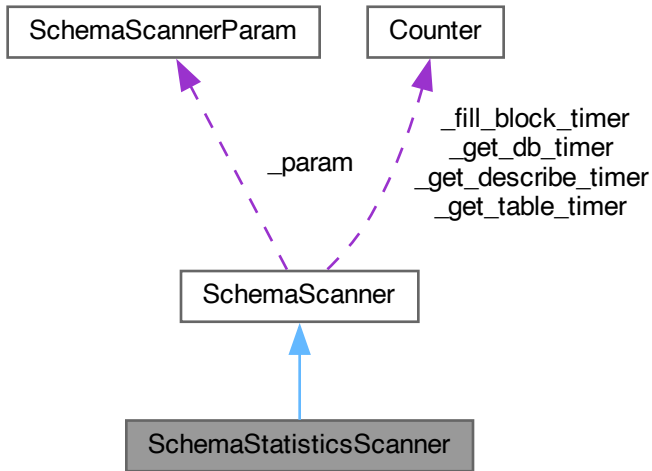 SchemaScannerParam
Counter
_param
_fill_block_timer
_get_db_timer
_get_describe_timer
_get_table_timer
SchemaScanner
SchemaStatisticsScanner